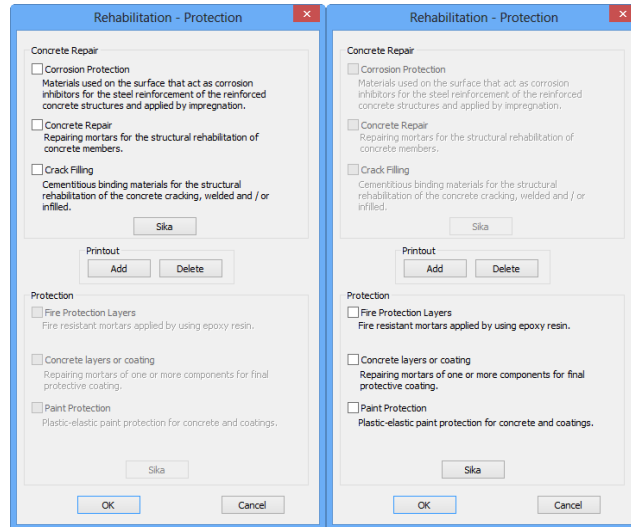 Rehabilitation - Protection
Concrete Repair
Corrosion Protection
Materials used on the surface that act as corrosion
inhibitors for the steel reinforcement of the reinforced
concrete structures and applied by impregnation.
Concrete Repair
Repairing mortars for the structural rehabilitation of
concrete members.
Crack Filling
Cementitious binding materials for the structural
rehabilitation of the concrete cracking, welded and / or
infilled.
Sika
Printout
Add Delete
Protection
Fire Protection Layers
Fire resistant mortars applied by using epoxy resin.
Concrete layers or coating
Repairing mortars of one or more components for final
protective coating.
Paint Protection
Plastic-elastic paint protection for concrete and coatings.
Sika
OK Cancel
Rehabilitation - Protection
Concrete Repair
Corrosion Protection
Materials used on the surface that act as corrosion
inhibitors for the steel reinforcement of the reinforced
concrete structures and applied by impregnation.
Concrete Repair
Repairing mortars for the structural rehabilitation of
concrete members.
Crack Filling
Cementitious binding materials for the structural
rehabilitation of the concrete cracking, welded and / or
infilled.
Sika
Printout
Add Delete
Protection
Fire Protection Layers
Fire resistant mortars applied by using epoxy resin.
Concrete layers or coating
Repairing mortars of one or more components for final
protective coating.
Paint Protection
Plastic-elastic paint protection for concrete and coatings.
Sika
OK Cancel